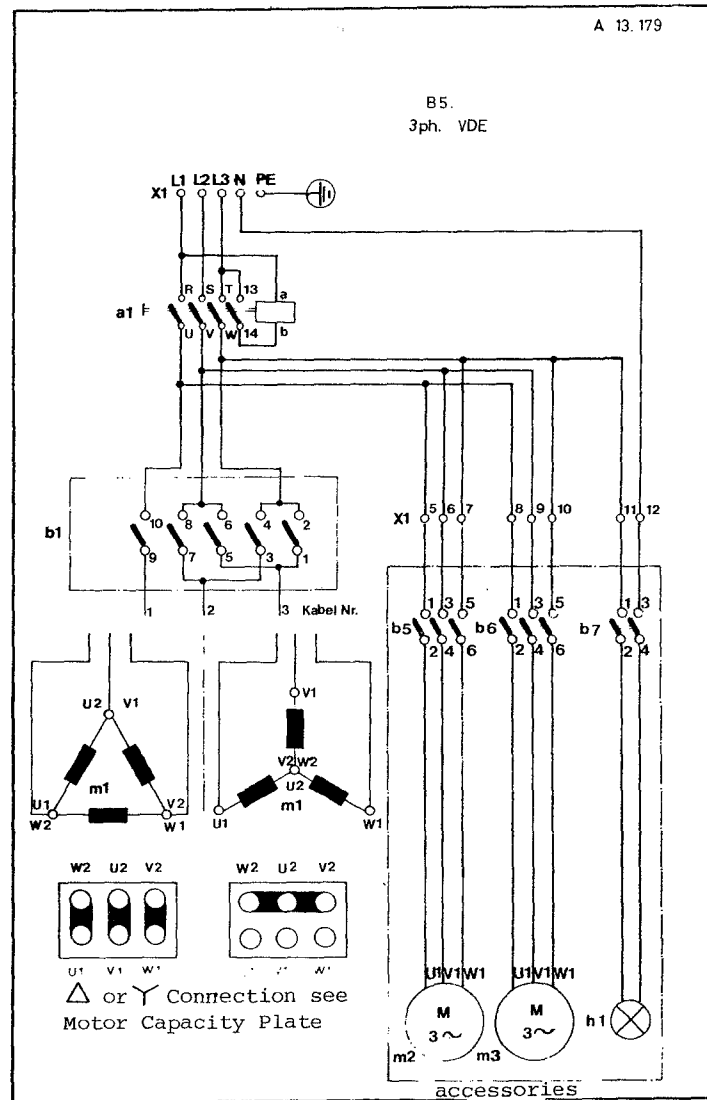 A 13.179
B5.
3ph. VDE
X1 L1 L2 L3 N PE
R S T 13 a
a1
U V W 14 b
b1
10 8 6 4 2
9 7 5 3 1
1 2 3 Kabel Nr.
X1 5 6 7 8 9 10 11 12
1 3 5 1 3 5 1 3
b5 b6 b7
2 4 6 2 4 6 2 4
U2 V1
m1
U1 V2
W2 W1
V1
V2 W2
U2
m1
U1 W1
W2 U2 V2
U1 V1 W1
W2 U2 V2
W1
Δ or Y Connection see
Motor Capacity Plate
U1 V1 W1
M
3~
m2
U1 V1 W1
M
3~
m3
h1
accessories